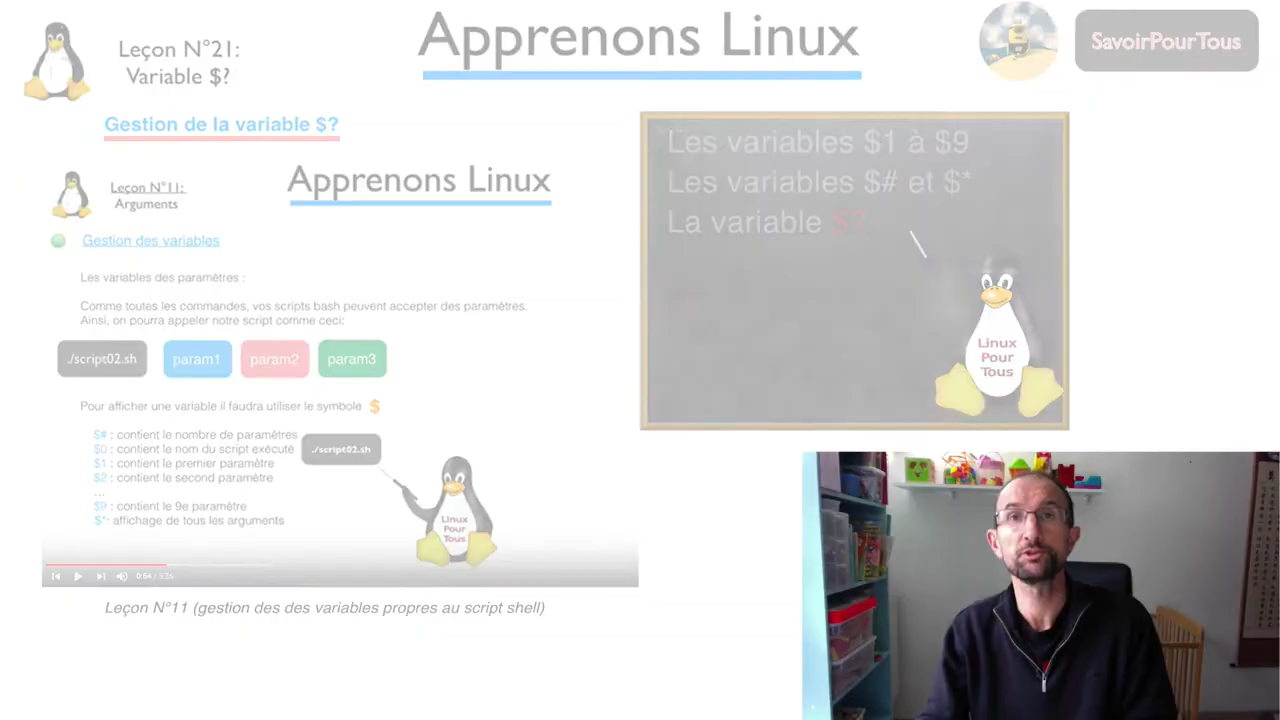 Leçon N°21:
Variable $?
Apprenons Linux
SavoirPourTous
Gestion de la variable $?
Leçon N°11:
Arguments
Apprenons Linux
Gestion des variables
Les variables des paramètres :
Comme toutes les commandes, vos scripts bash peuvent accepter des paramètres.
Ainsi, on pourra appeler notre script comme ceci:
./script02.sh param1 param2 param3
Pour afficher une variable il faudra utiliser le symbole $
$# : contient le nombre de paramètres
$0 : contient le nom du script exécuté
$1 : contient le premier paramètre
$2 : contient le second paramètre
...
$9 : contient le 9e paramètre
$*: affichage de tous les arguments
./script02.sh
Linux
Pour
Tous
0:54 / 5:35
Leçon N°11 (gestion des des variables propres au script shell)
Les variables $1 à $9
Les variables $# et $*
La variable $?
Linux
Pour
Tous